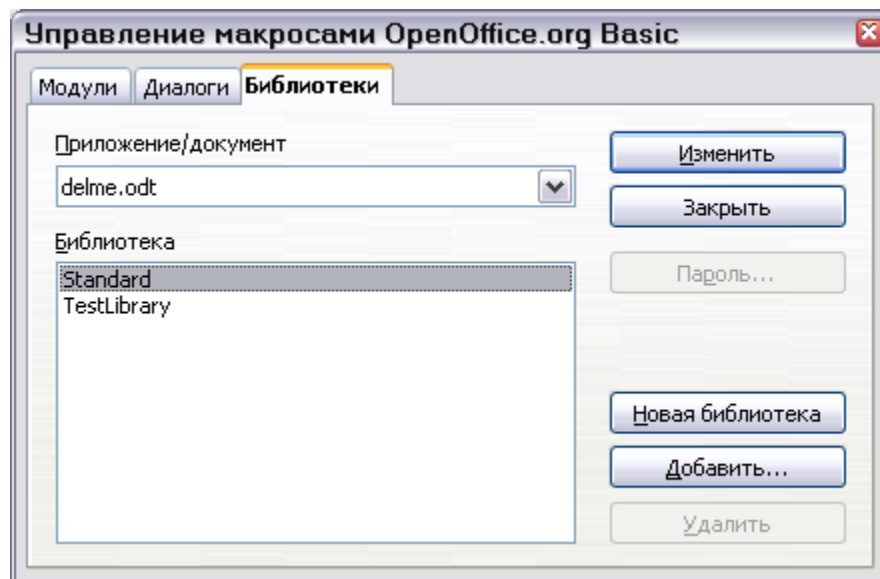 Управление макросами OpenOffice.org Basic
Модули Диалоги Библиотеки
Приложение/документ
delme.odt
Библиотека
Standard
TestLibrary
Изменить
Закрыть
Пароль...
Новая библиотека
Добавить...
Удалить